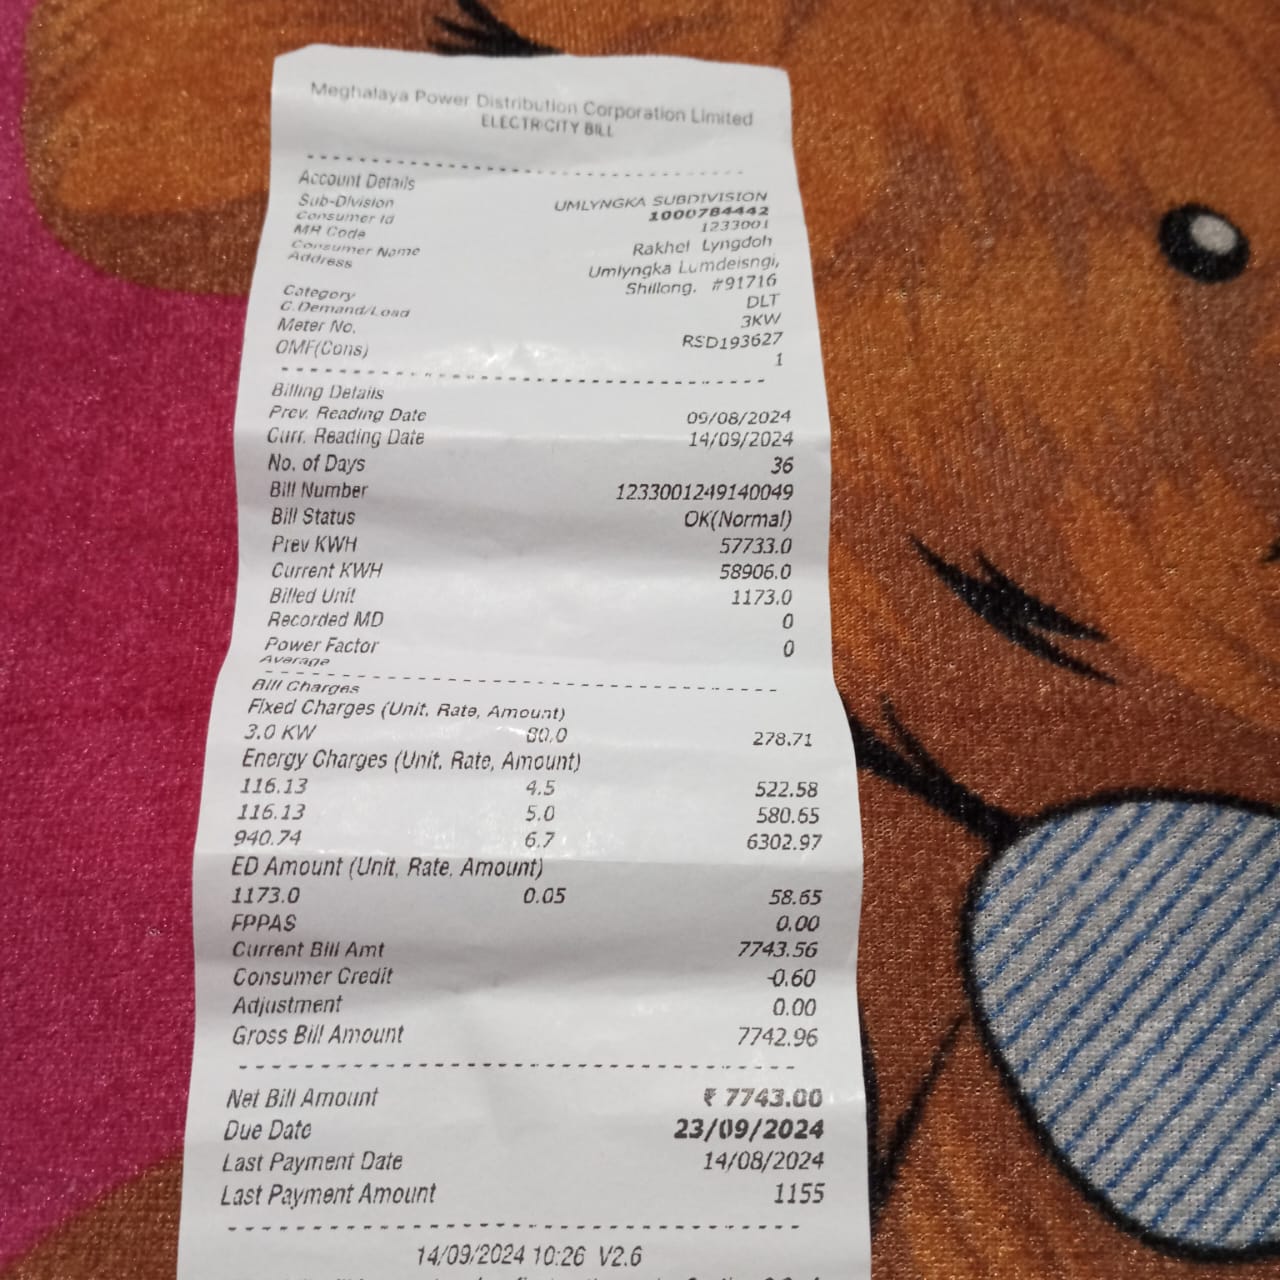 Meghalaya Power Distribution Corporation Limited
ELECTRICITY BILL
Account Details
Sub-Division UMLYNGKA SUBDIVISION
Consumer Id 1000784442
MR Code 1233001
Consumer Name Rakhel Lyngdoh
Address Umlyngka Lumdeisngi,
Shillong. #91716
Category DLT
C.Demand/Load 3KW
Meter No. RSD193627
OMF(Cons) 1
Billing Details
Prev. Reading Date 09/08/2024
Curr. Reading Date 14/09/2024
No. of Days 36
Bill Number 1233001249140049
Bill Status OK(Normal)
Prev KWH 57733.0
Current KWH 58906.0
Billed Unit 1173.0
Recorded MD 0
Power Factor 0
Average
Bill Charges
Fixed Charges (Unit, Rate, Amount)
3.0 KW 80.0 278.71
Energy Charges (Unit, Rate, Amount)
116.13 4.5 522.58
116.13 5.0 580.65
940.74 6.7 6302.97
ED Amount (Unit, Rate, Amount)
1173.0 0.05 58.65
FPPAS 0.00
Current Bill Amt 7743.56
Consumer Credit -0.60
Adjustment 0.00
Gross Bill Amount 7742.96
Net Bill Amount ₹ 7743.00
Due Date 23/09/2024
Last Payment Date 14/08/2024
Last Payment Amount 1155
14/09/2024 10:26 V2.6